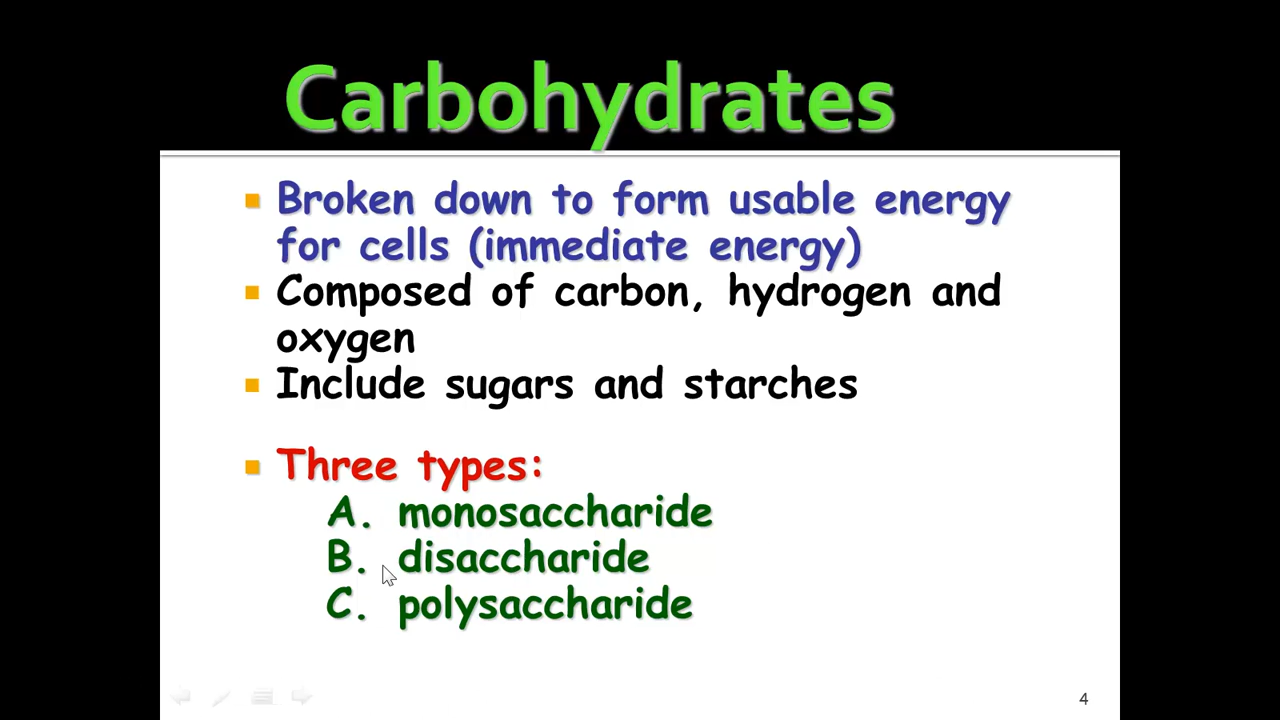 Carbohydrates
Broken down to form usable energy
for cells (immediate energy)
Composed of carbon, hydrogen and
oxygen
Include sugars and starches
Three types:
A. monosaccharide
B. disaccharide
C. polysaccharide
4